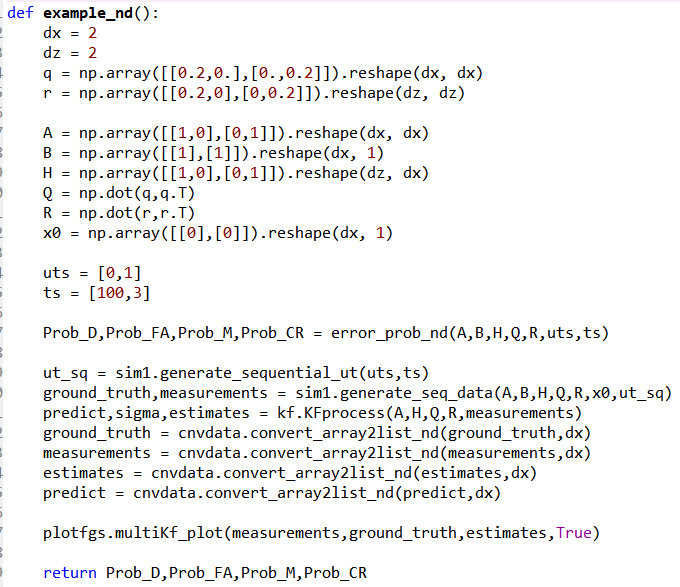 def example_nd():
    dx = 2
    dz = 2
    q = np.array([[0.2,0.],[0.,0.2]]).reshape(dx, dx)
    r = np.array([[0.2,0],[0,0.2]]).reshape(dz, dz)

    A = np.array([[1,0],[0,1]]).reshape(dx, dx)
    B = np.array([[1],[1]]).reshape(dx, 1)
    H = np.array([[1,0],[0,1]]).reshape(dz, dx)
    Q = np.dot(q,q.T)
    R = np.dot(r,r.T)
    x0 = np.array([[0],[0]]).reshape(dx, 1)

    uts = [0,1]
    ts = [100,3]

    Prob_D,Prob_FA,Prob_M,Prob_CR = error_prob_nd(A,B,H,Q,R,uts,ts)

    ut_sq = sim1.generate_sequential_ut(uts,ts)
    ground_truth,measurements = sim1.generate_seq_data(A,B,H,Q,R,x0,ut_sq)
    predict,sigma,estimates = kf.KFprocess(A,H,Q,R,measurements)
    ground_truth = cnvdata.convert_array2list_nd(ground_truth,dx)
    measurements = cnvdata.convert_array2list_nd(measurements,dx)
    estimates = cnvdata.convert_array2list_nd(estimates,dx)
    predict = cnvdata.convert_array2list_nd(predict,dx)

    plotfgs.multiKf_plot(measurements,ground_truth,estimates,True)

    return Prob_D,Prob_FA,Prob_M,Prob_CR